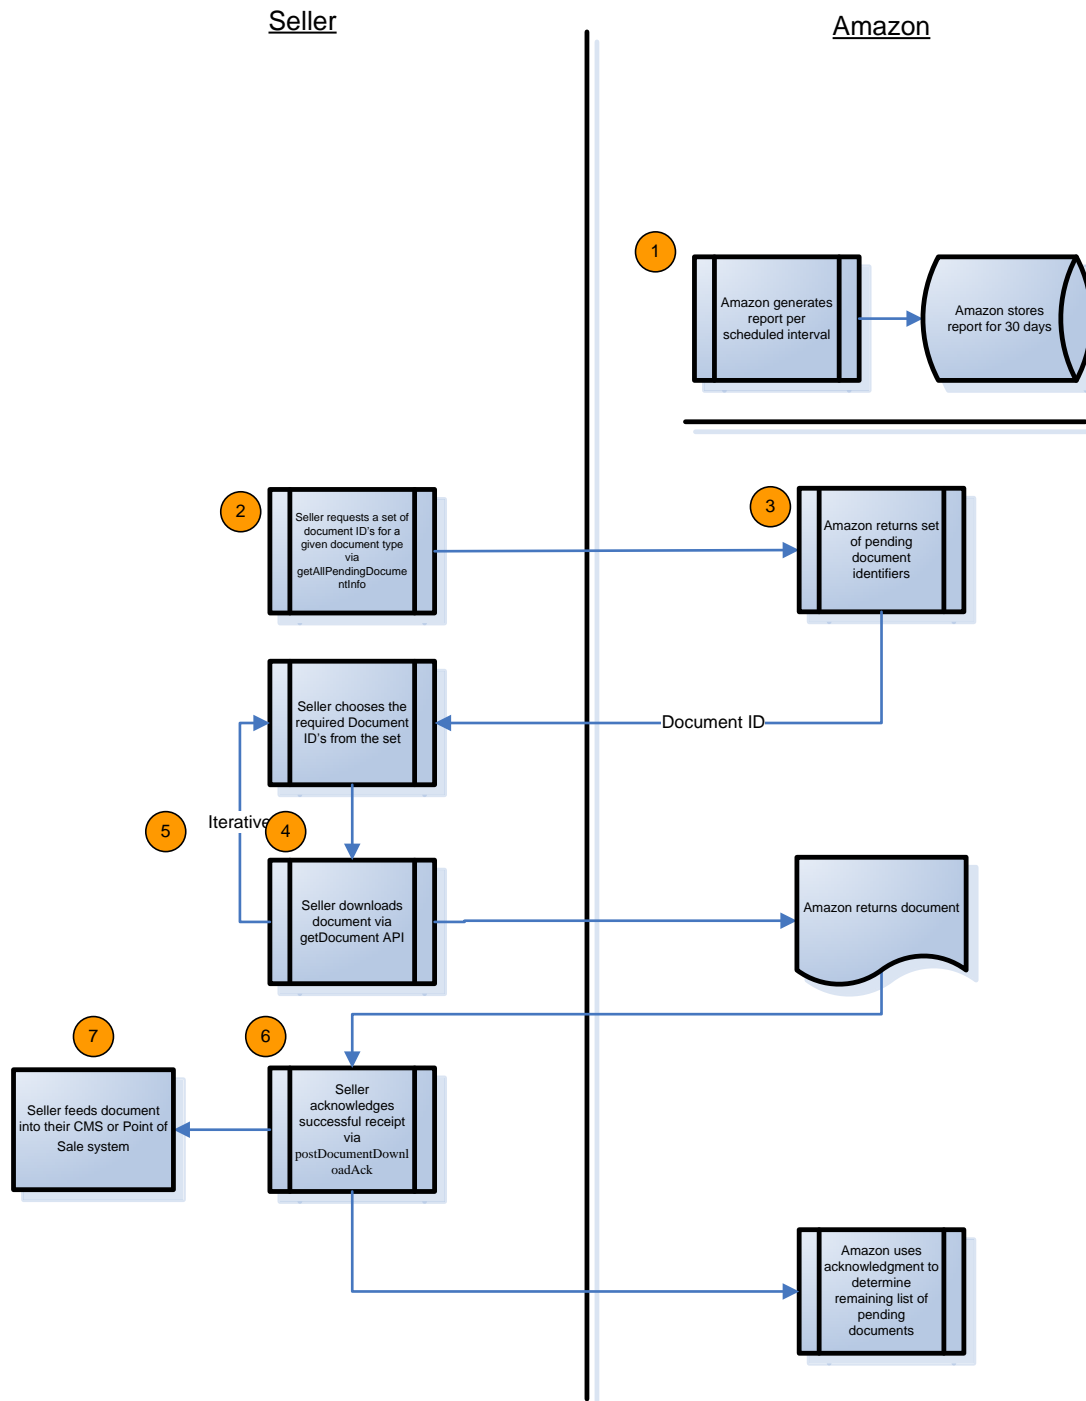 Seller
Amazon
1
Amazon generates
report per
scheduled interval
Amazon stores
report for 30 days
2
Seller requests a set of
document ID's for a
given document type
via
getAllPendingDocume
ntInfo
3
Amazon returns set
of pending
document
identifiers
Seller chooses the
required Document
ID's from the set
Document ID
5
Iterative
4
Seller downloads
document via
getDocument API
Amazon returns document
7
Seller feeds document
into their CMS or Point of
Sale system
6
Seller
acknowledges
successful receipt
via
postDocumentDownl
oadAck
Amazon uses
acknowledgment to
determine
remaining list of
pending
documents